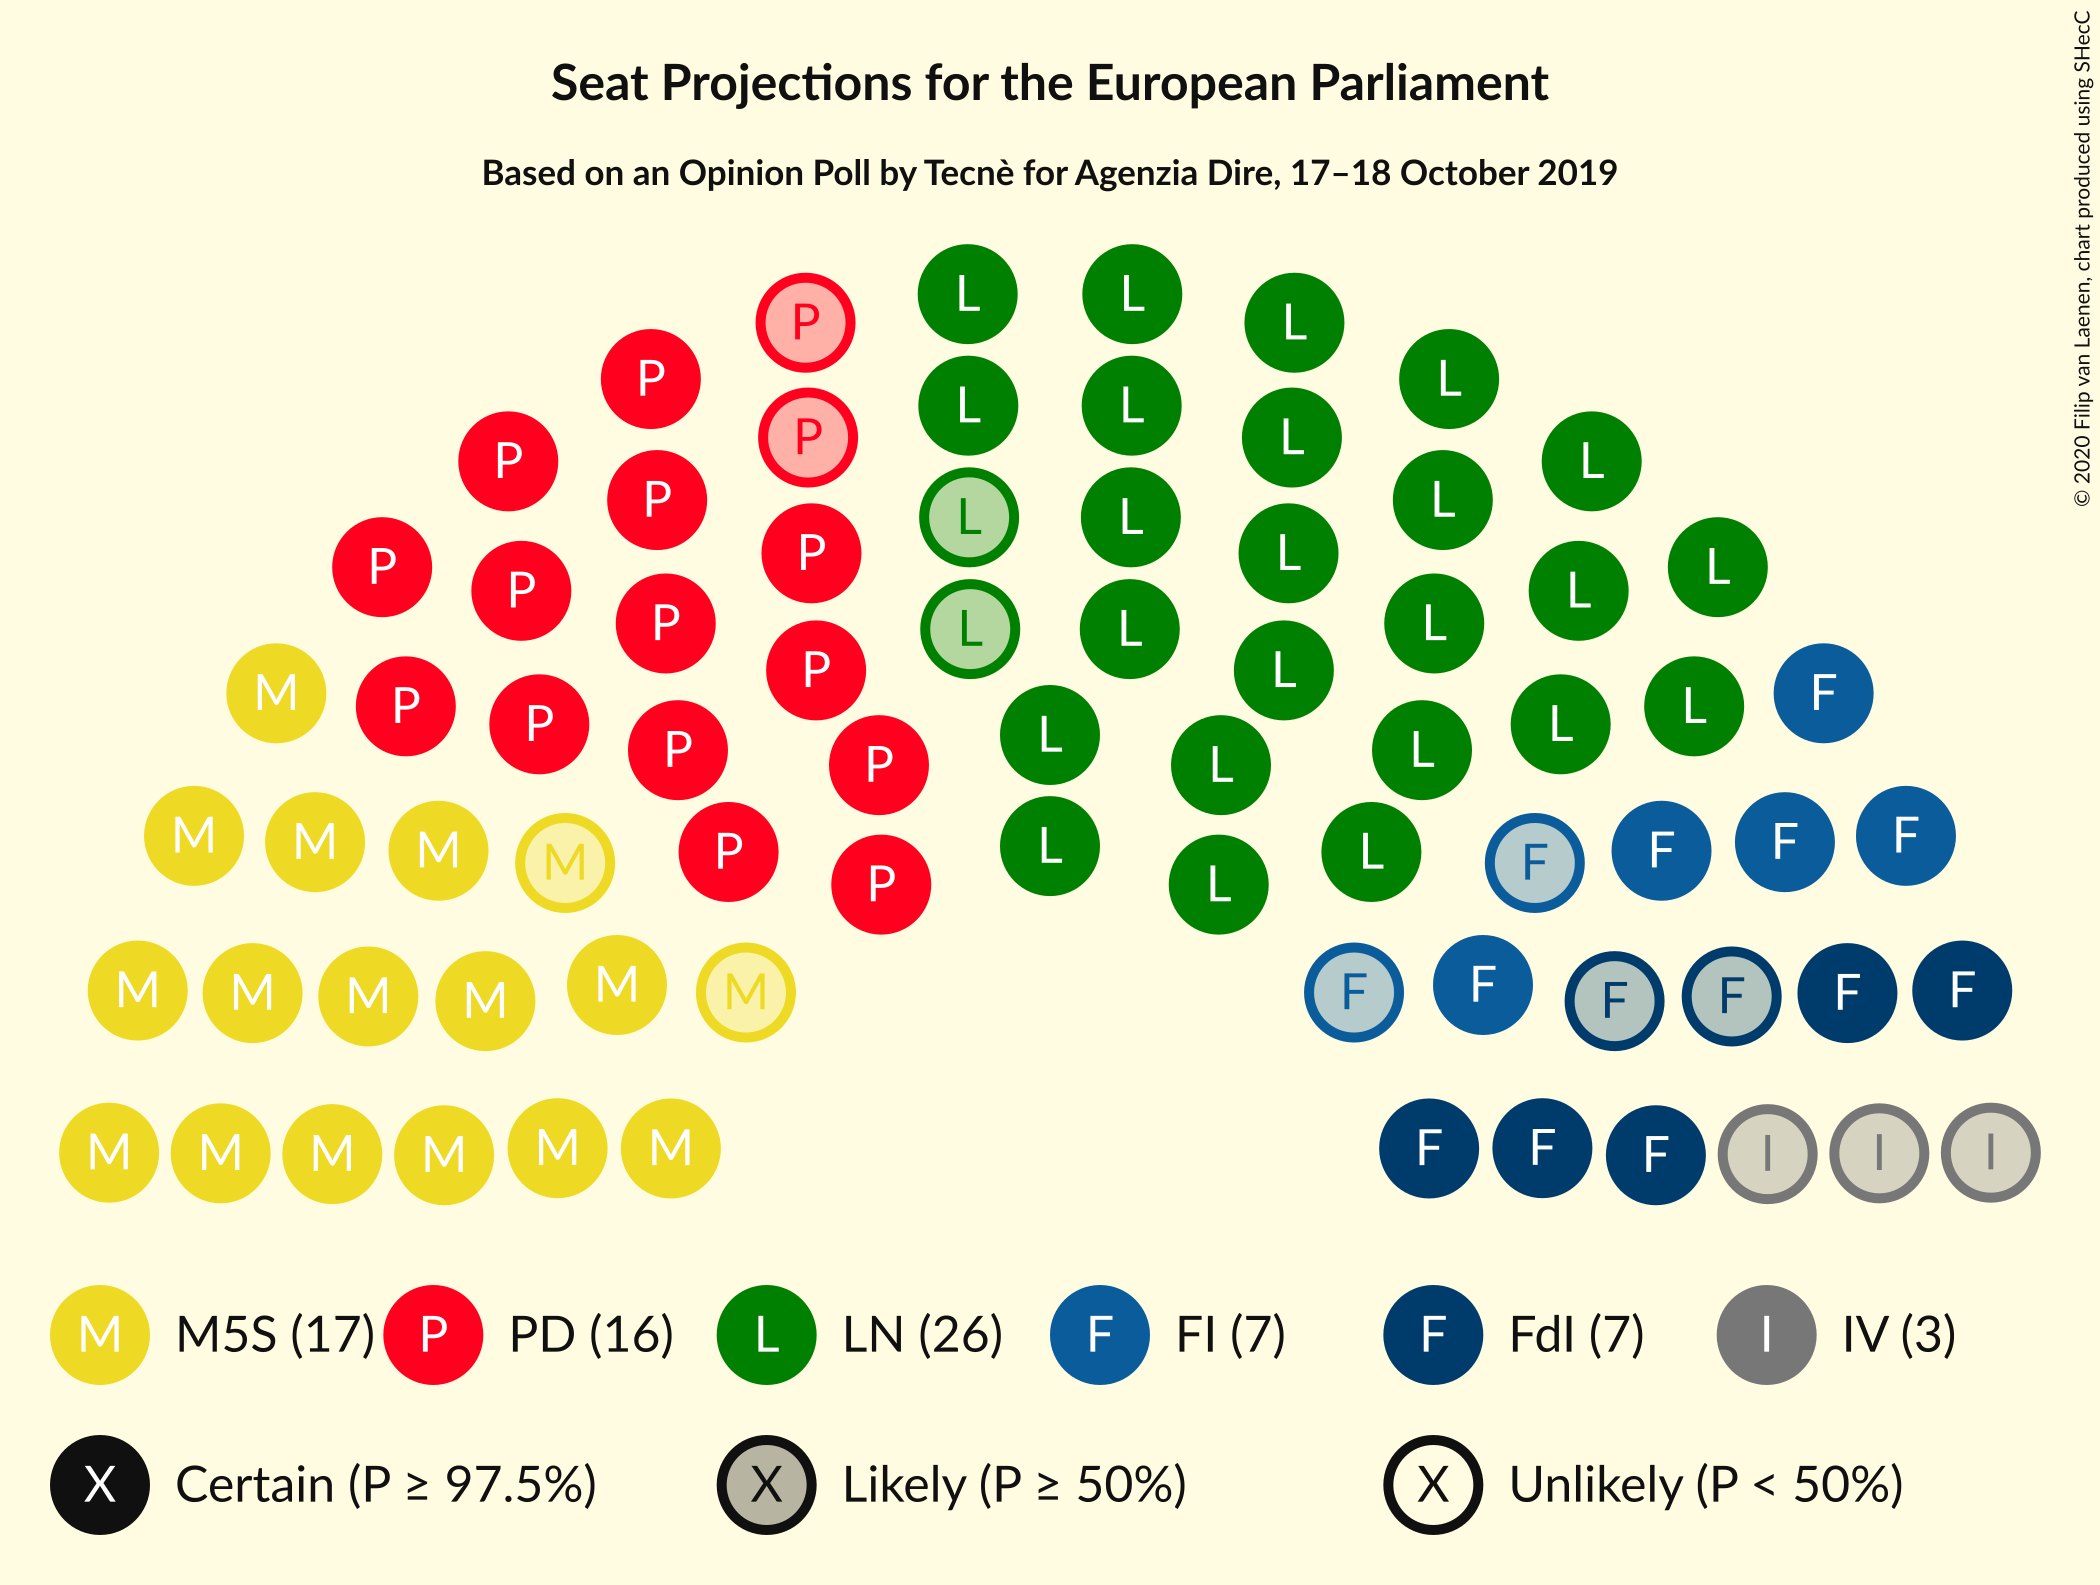 Seat Projections for the European Parliament
Based on an Opinion Poll by Tecnè for Agenzia Dire, 17–18 October 2019
© 2020 Filip van Laenen, chart produced using SHecC
L L
P L L
P L
L L
P L
P L
P L
P L
L L
P L
P L
P L
P L
L L
P L
P L
M F
P L
P L
P L
L
P L
M F
M F
M F
P L
L
M F
P L
M F
M F
M F
M F
M F
M F
M M M M M M F F F I I I
M M5S (17) P PD (16) L LN (26) F FI (7) F FdI (7) I IV (3)
X Certain (P ≥ 97.5%) X Likely (P ≥ 50%) X Unlikely (P < 50%)